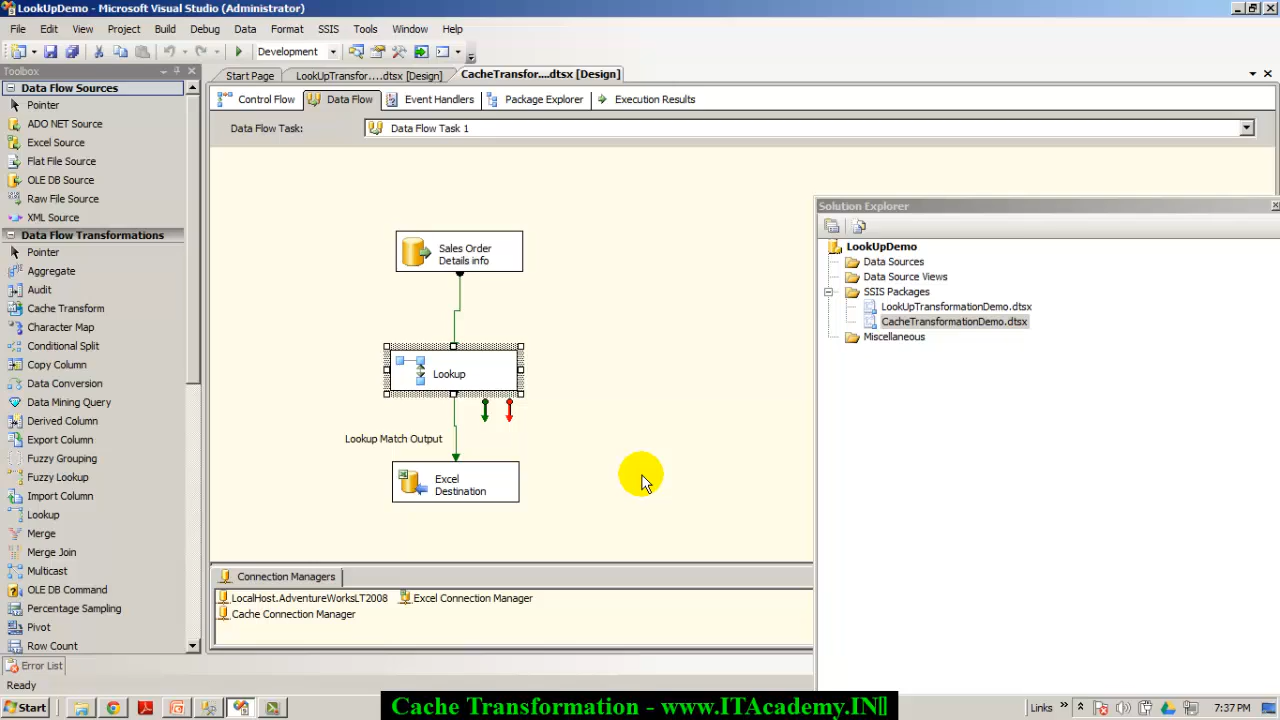 LookUpDemo - Microsoft Visual Studio (Administrator)
File Edit View Project Build Debug Data Format SSIS Tools Window Help
Development
Toolbox
Data Flow Sources
Pointer
ADO NET Source
Excel Source
Flat File Source
OLE DB Source
Raw File Source
XML Source
Data Flow Transformations
Pointer
Aggregate
Audit
Cache Transform
Character Map
Conditional Split
Copy Column
Data Conversion
Data Mining Query
Derived Column
Export Column
Fuzzy Grouping
Fuzzy Lookup
Import Column
Lookup
Merge
Merge Join
Multicast
OLE DB Command
Percentage Sampling
Pivot
Row Count
Start Page LookUpTransfor....dtsx [Design] CacheTransfor...dtsx [Design]
Control Flow Data Flow Event Handlers Package Explorer Execution Results
Data Flow Task: Data Flow Task 1
Sales Order
Details info
Lookup
Lookup Match Output
Excel
Destination
Connection Managers
LocalHost.AdventureWorksLT2008 Excel Connection Manager
Cache Connection Manager
Solution Explorer
LookUpDemo
Data Sources
Data Source Views
SSIS Packages
LookUpTransformationDemo.dtsx
CacheTransformationDemo.dtsx
Miscellaneous
Error List
Ready
Start
Cache Transformation - www.ITAcademy.IN
Links
7:37 PM